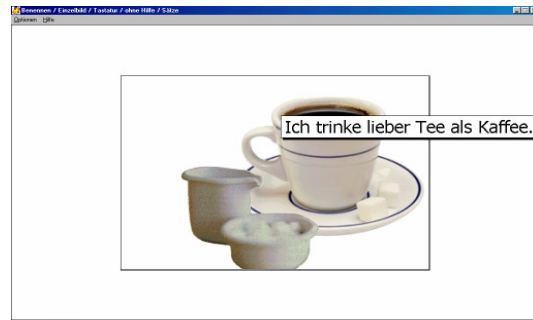 Benennen / Einzelbild / Tastatur / ohne Hilfe / Sätze
Optionen Hilfe
Ich trinke lieber Tee als Kaffee.